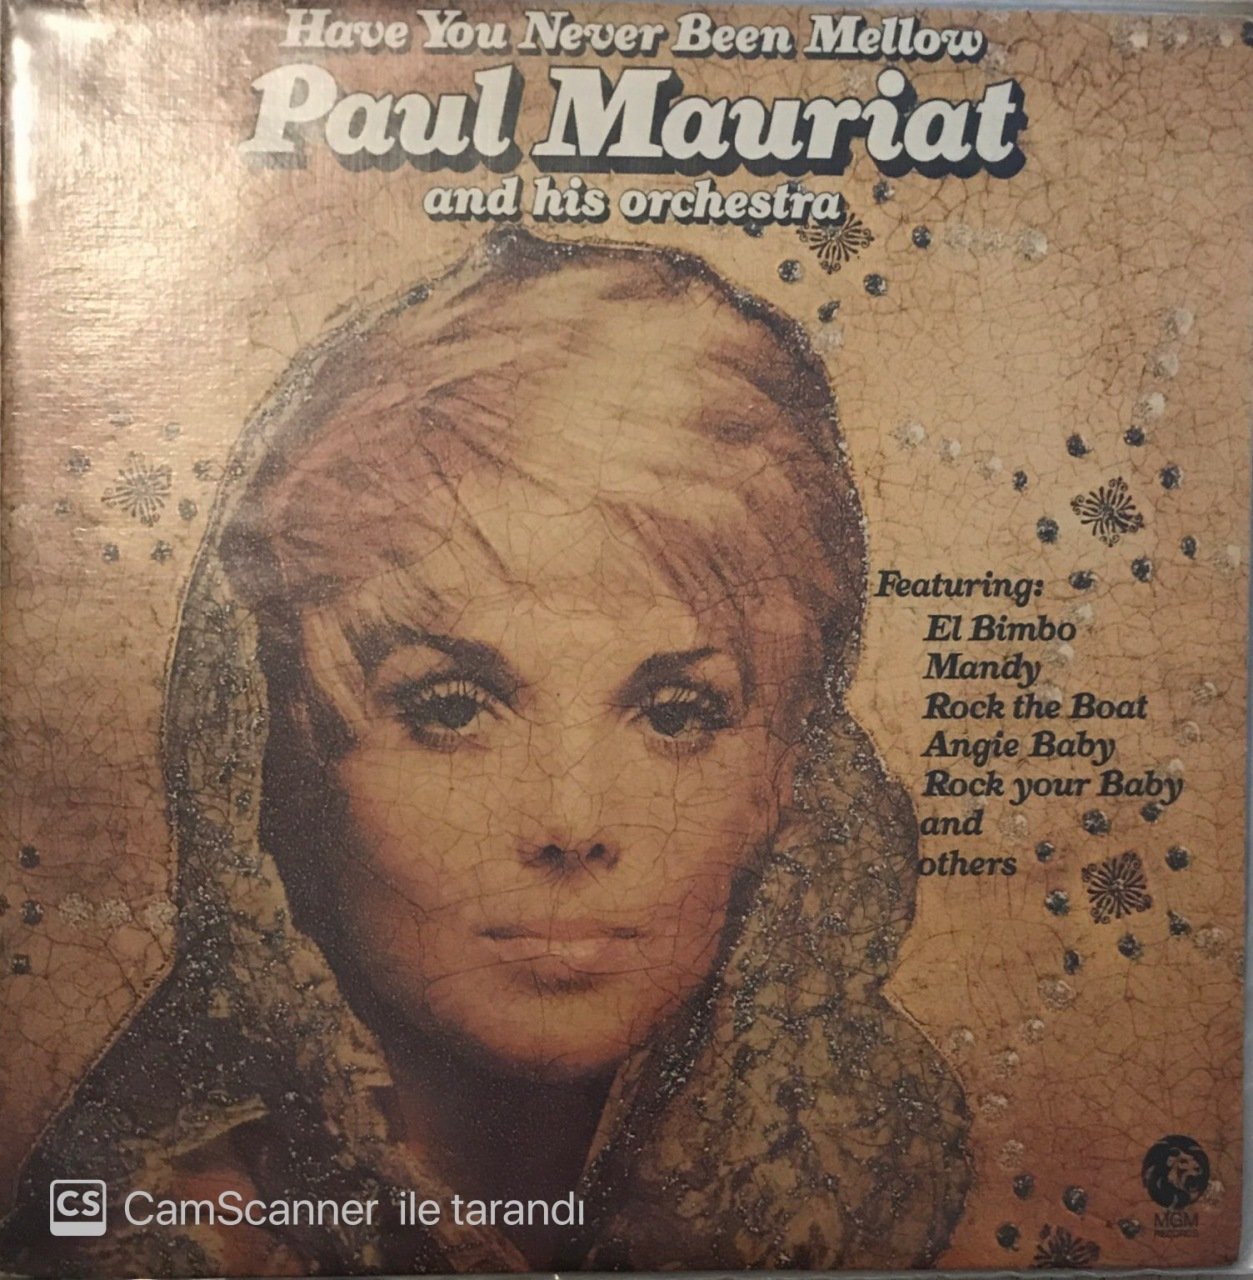 Have You Never Been Mellow
Paul Mauriat
and his orchestra
Featuring:
El Bimbo
Mandy
Rock the Boat
Angie Baby
Rock your Baby
and
others
MGM
RECORDS
CS CamScanner ile tarandı